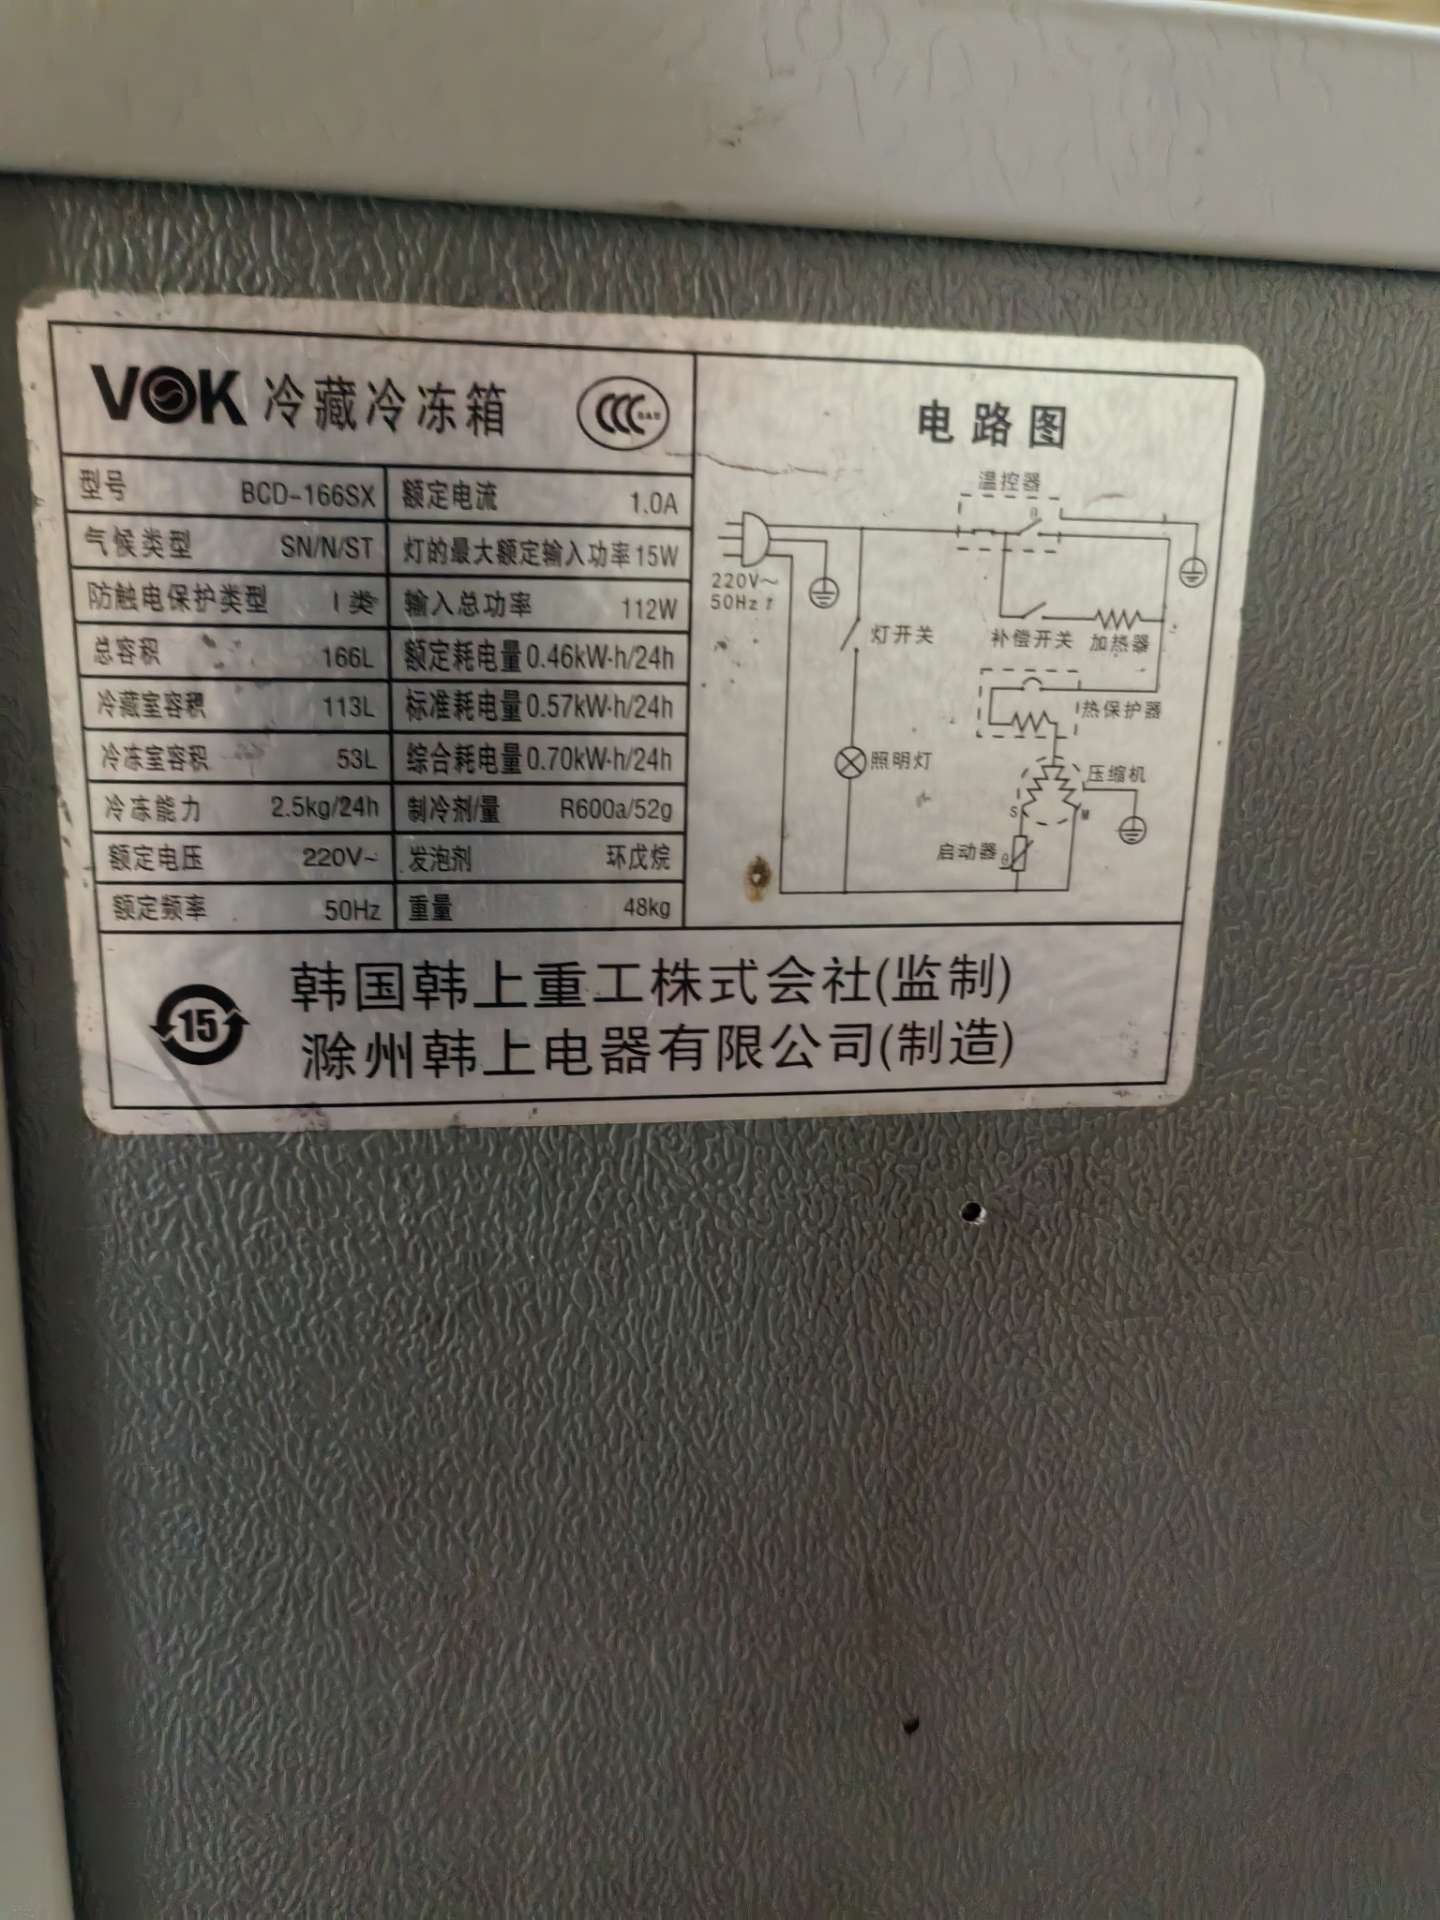 VOK 冷藏冷冻箱
型号 BCD-166SX 额定电流 1.0A
气候类型 SN/N/ST 灯的最大额定输入功率 15W
防触电保护类型 I类 输入总功率 112W
总容积 166L 额定耗电量 0.46kW·h/24h
冷藏室容积 113L 标准耗电量 0.57kW·h/24h
冷冻室容积 53L 综合耗电量 0.70kW·h/24h
冷冻能力 2.5kg/24h 制冷剂/量 R600a/52g
额定电压 220V~ 发泡剂 环戊烷
额定频率 50Hz 重量 48kg
电路图
温控器
θ
220V~
50Hz
灯开关
补偿开关 加热器
热保护器
照明灯
压缩机
S M
启动器
θ
15
韩国韩上重工株式会社(监制)
滁州韩上电器有限公司(制造)